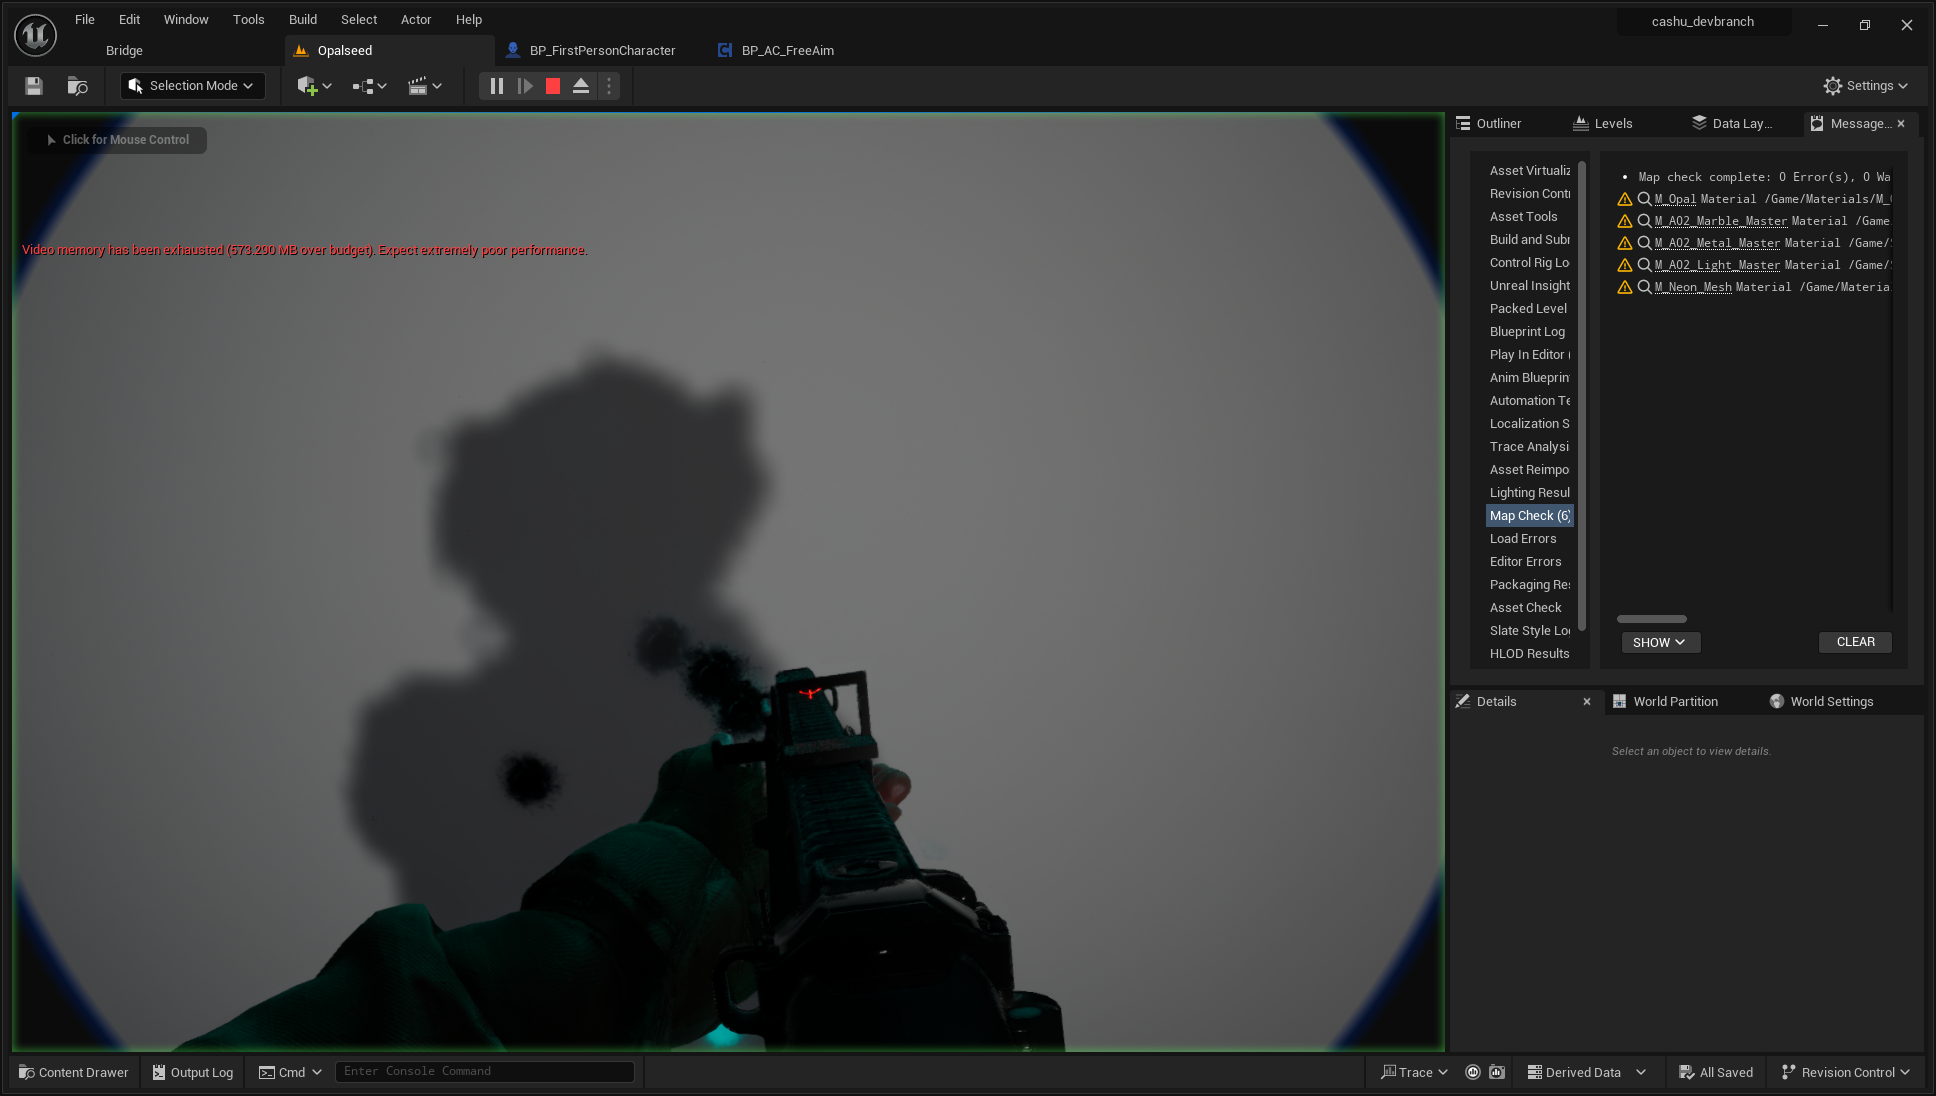 File Edit Window Tools Build Select Actor Help
cashu_devbranch
Bridge
Opalseed
BP_FirstPersonCharacter
BP_AC_FreeAim
Selection Mode
Settings
Click for Mouse Control
Video memory has been exhausted (573.290 MB over budget). Expect extremely poor performance.
Outliner
Levels
Data Lay...
Message...
Asset Virtualiz
Revision Contr
Asset Tools
Build and Subm
Control Rig Lo
Unreal Insight
Packed Level
Blueprint Log
Play In Editor (
Anim Blueprin
Automation Te
Localization S
Trace Analysi
Asset Reimpo
Lighting Resul
Map Check (6)
Load Errors
Editor Errors
Packaging Res
Asset Check
Slate Style Log
HLOD Results
Map check complete: 0 Error(s), 0 Wa
M_Opal Material /Game/Materials/M_
M_A02_Marble_Master Material /Game
M_A02_Metal_Master Material /Game/
M_A02_Light_Master Material /Game/
M_Neon_Mesh Material /Game/Materia
SHOW
CLEAR
Details
World Partition
World Settings
Select an object to view details.
Content Drawer
Output Log
Cmd
Enter Console Command
Trace
Derived Data
All Saved
Revision Control